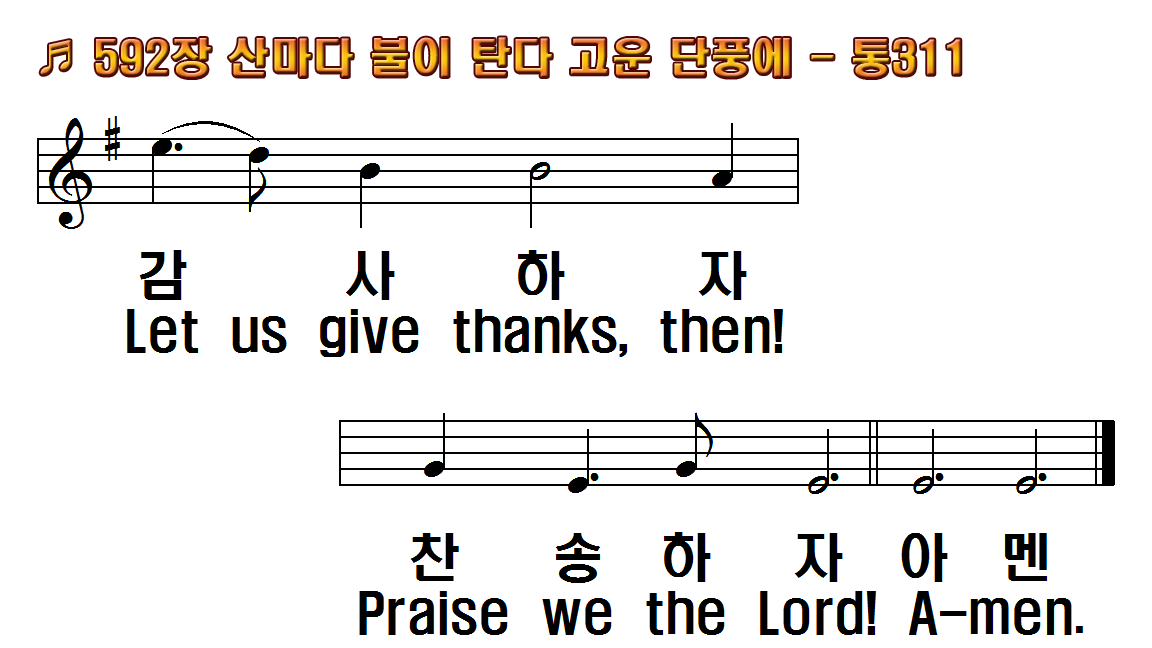 592장 산마다 불이 탄다 고운 단풍에 - 통311
감 사 하 자
Let us give thanks, then!
찬 송 하 자 아 멘
Praise we the Lord! A-men.